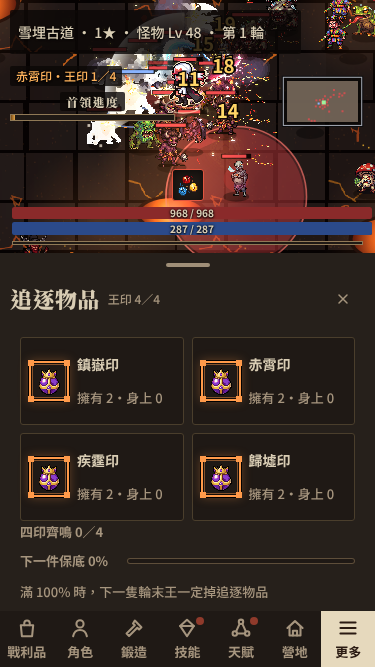 雪埋古道 • 1★ • 怪物 Lv 48 • 第 1 輪
19
15
赤霄印・王印 1／4
18
11
首領進度
14
968 / 968
287 / 287
追逐物品 王印 4／4
×
鎮嶽印
擁有 2・身上 0
赤霄印
擁有 2・身上 0
疾霆印
擁有 2・身上 0
歸墟印
擁有 2・身上 0
四印齊鳴 0／4
下一件保底 0%
滿 100% 時，下一隻輪末王一定掉追逐物品
戰利品 角色 鍛造 技能 天賦 營地 更多